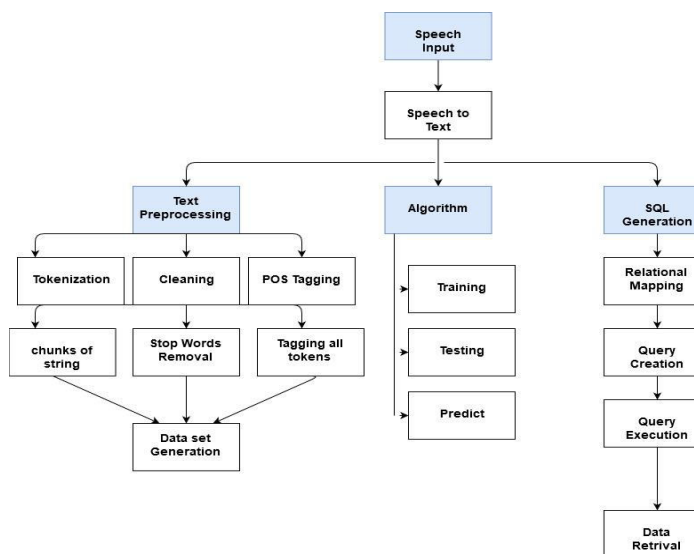 Speech
Input
Speech to
Text
Text
Preprocessing
Algorithm
SQL
Generation
Tokenization
Cleaning
POS Tagging
Training
Relational
Mapping
chunks of
string
Stop Words
Removal
Tagging all
tokens
Testing
Query
Creation
Data set
Generation
Predict
Query
Execution
Data
Retrival